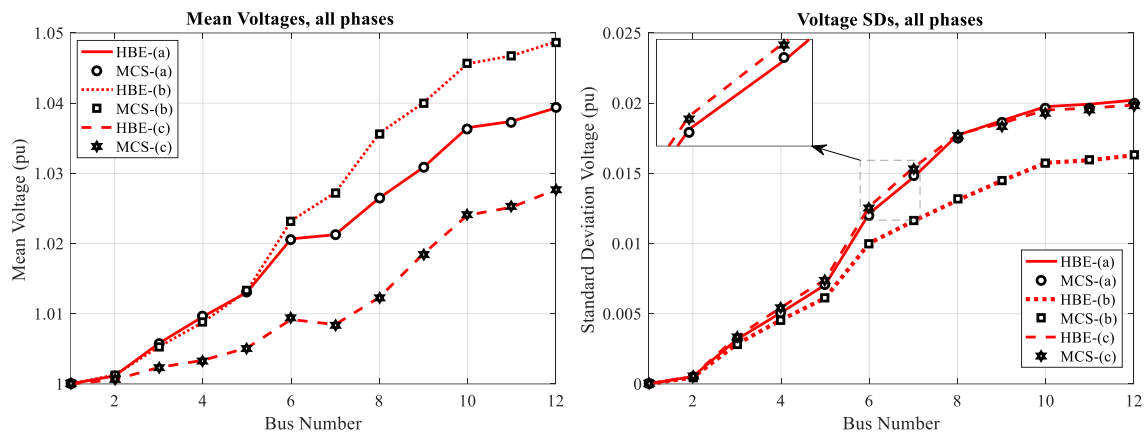 Mean Voltages, all phases
1.05
1.04
1.03
1.02
1.01
1
Mean Voltage (pu)
HBE-(a)
MCS-(a)
HBE-(b)
MCS-(b)
HBE-(c)
MCS-(c)
2 4 6 8 10 12
Bus Number
Voltage SDs, all phases
0.025
0.02
0.015
0.01
0.005
0
Standard Deviation Voltage (pu)
HBE-(a)
MCS-(a)
HBE-(b)
MCS-(b)
HBE-(c)
MCS-(c)
2 4 6 8 10 12
Bus Number